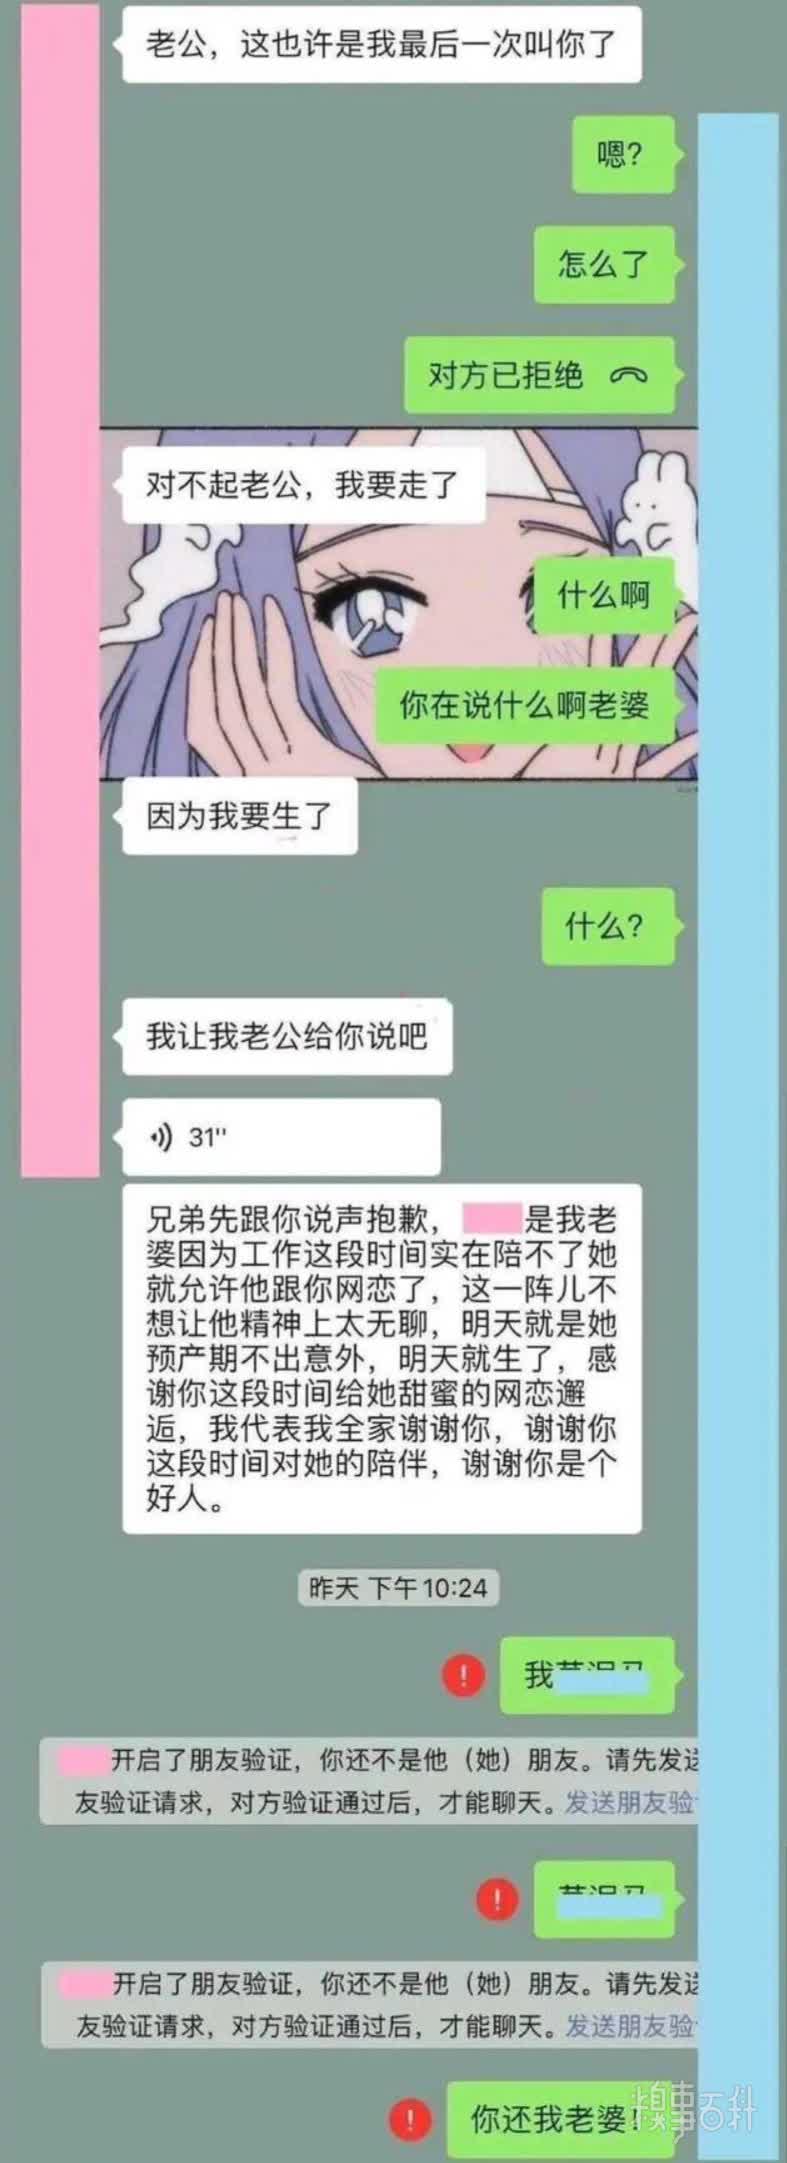 老公，这也许是我最后一次叫你了
嗯?
怎么了
对方已拒绝
对不起老公，我要走了
什么啊
你在说什么啊老婆
因为我要生了
什么?
我让我老公给你说吧
31"
兄弟先跟你说声抱歉，是我老
婆因为工作这段时间实在陪不了她
就允许他跟你网恋了，这一阵儿不
想让他精神上太无聊，明天就是她
预产期不出意外，明天就生了，感
谢你这段时间给她甜蜜的网恋邂
逅，我代表我全家谢谢你，谢谢你
这段时间对她的陪伴，谢谢你是个
好人。
昨天 下午10:24
我
开启了朋友验证，你还不是他（她）朋友。请先发送
友验证请求，对方验证通过后，才能聊天。发送朋友验
开启了朋友验证，你还不是他（她）朋友。请先发送
友验证请求，对方验证通过后，才能聊天。发送朋友验
你还我老婆!
糗事百科